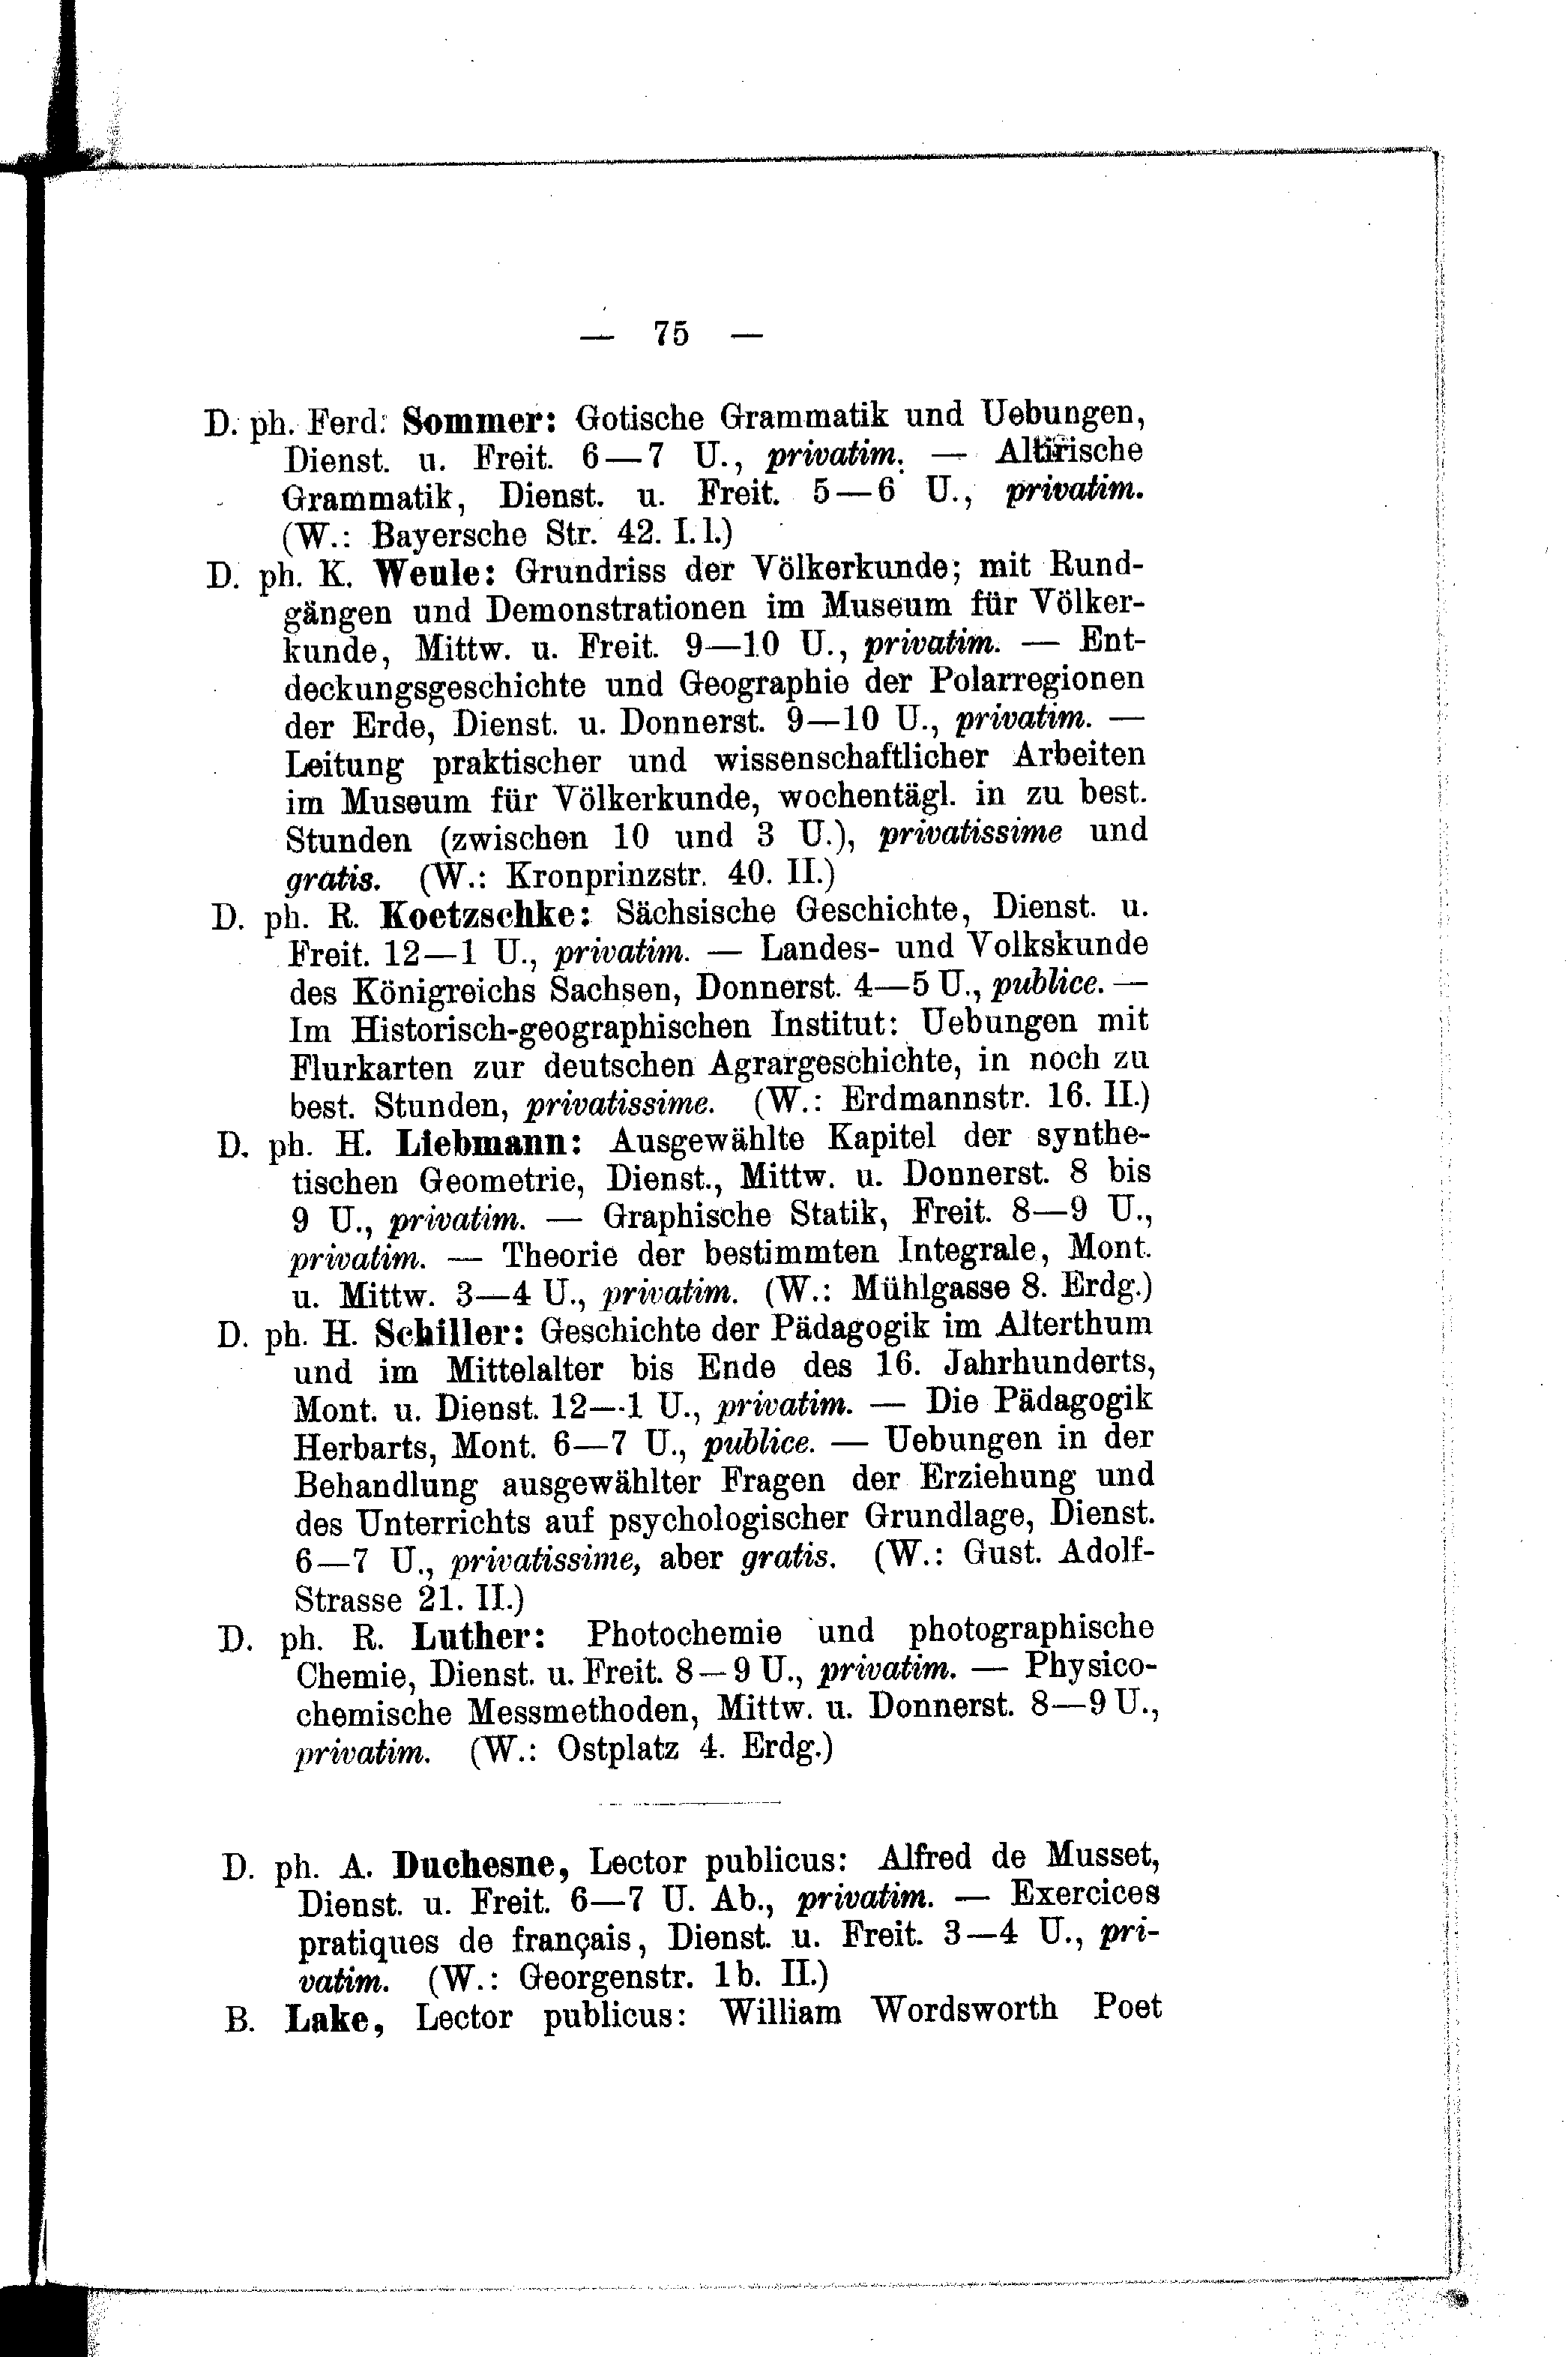 — 75 —
D. ph. Ferd. Sommer: Gotische Grammatik und Uebungen,
Dienst. u. Freit. 6—7 U., privatim. — Altirische
Grammatik, Dienst. u. Freit. 5—6 U., privatim.
(W.: Bayersche Str. 42. I. l.)
D. ph. K. Weule: Grundriss der Völkerkunde; mit Rund-
gängen und Demonstrationen im Museum für Völker-
kunde, Mittw. u. Freit. 9—10 U., privatim. — Ent-
deckungsgeschichte und Geographie der Polarregionen
der Erde, Dienst. u. Donnerst. 9—10 U., privatim. —
Leitung praktischer und wissenschaftlicher Arbeiten
im Museum für Völkerkunde, wochentägl. in zu best.
Stunden (zwischen 10 und 3 U.), privatissime und
gratis. (W.: Kronprinzstr. 40. II.)
D. ph. R. Koetzschke: Sächsische Geschichte, Dienst. u.
Freit. 12—1 U., privatim. — Landes- und Volkskunde
des Königreichs Sachsen, Donnerst. 4—5 U., publice. —
Im Historisch-geographischen Institut: Uebungen mit
Flurkarten zur deutschen Agrargeschichte, in noch zu
best. Stunden, privatissime. (W.: Erdmannstr. 16. II.)
D. ph. H. Liebmann: Ausgewählte Kapitel der synthe-
tischen Geometrie, Dienst., Mittw. u. Donnerst. 8 bis
9 U., privatim. — Graphische Statik, Freit. 8—9 U.,
privatim. — Theorie der bestimmten Integrale, Mont.
u. Mittw. 3—4 U., privatim. (W.: Mühlgasse 8. Erdg.)
D. ph. H. Schiller: Geschichte der Pädagogik im Alterthum
und im Mittelalter bis Ende des 16. Jahrhunderts,
Mont. u. Dienst. 12—1 U., privatim. — Die Pädagogik
Herbarts, Mont. 6—7 U., publice. — Uebungen in der
Behandlung ausgewählter Fragen der Erziehung und
des Unterrichts auf psychologischer Grundlage, Dienst.
6—7 U., privatissime, aber gratis. (W.: Gust. Adolf-
Strasse 21. II.)
D. ph. R. Luther: Photochemie und photographische
Chemie, Dienst. u. Freit. 8—9 U., privatim. — Physico-
chemische Messmethoden, Mittw. u. Donnerst. 8—9 U.,
privatim. (W.: Ostplatz 4. Erdg.)
D. ph. A. Duchesne, Lector publicus: Alfred de Musset,
Dienst. u. Freit. 6—7 U. Ab., privatim. — Exercices
pratiques de français, Dienst. u. Freit. 3—4 U., pri-
vatim. (W.: Georgenstr. 1b. II.)
B. Lake, Lector publicus: William Wordsworth Poet